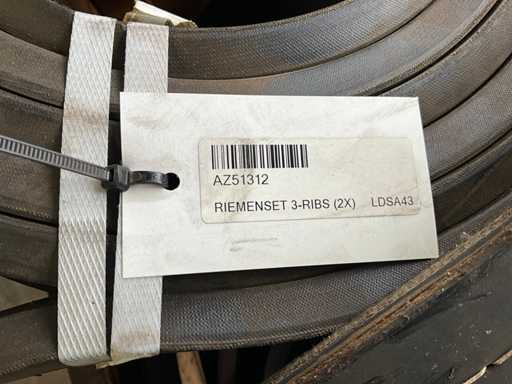 AZ51312
RIEMENSET 3-RIBS (2X) LDSA43